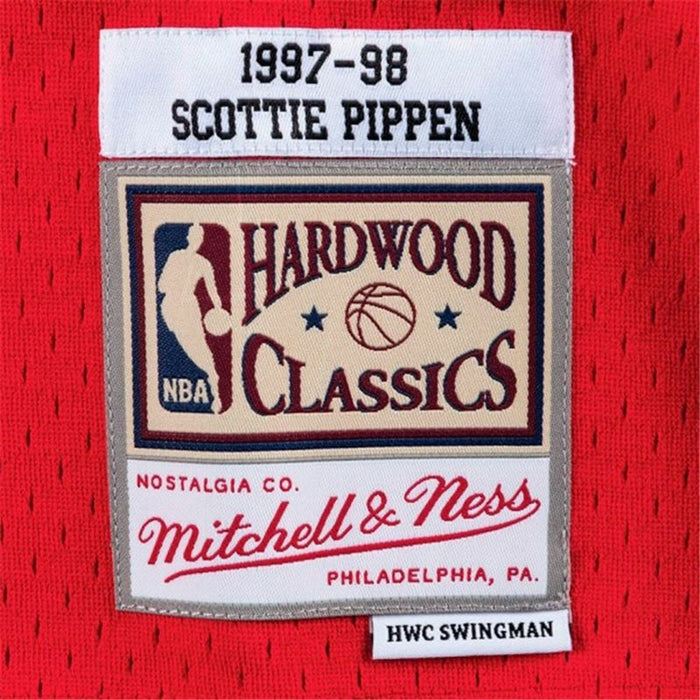 1997-98
SCOTTIE PIPPEN
HARDWOOD
CLASSICS
NBA
NOSTALGIA CO.
Mitchell & Ness
PHILADELPHIA, PA.
HWC SWINGMAN